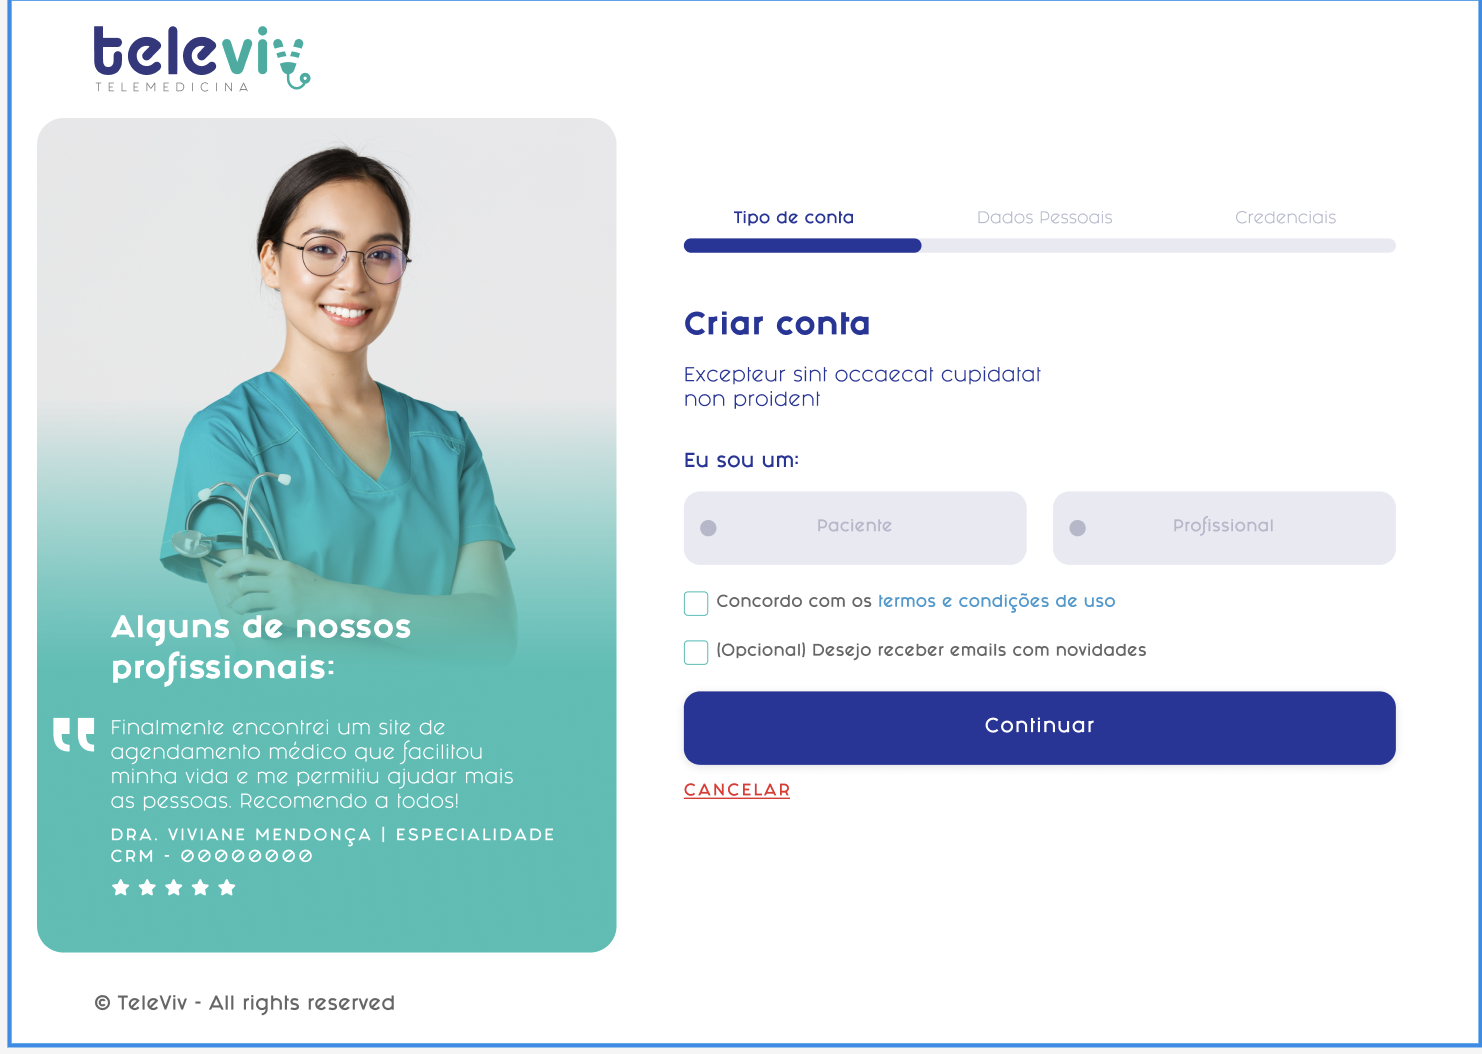 televiv
TELEMEDICINA
Alguns de nossos
profissionais:
Finalmente encontrei um site de
agendamento médico que facilitou
minha vida e me permitiu ajudar mais
as pessoas. Recomendo a todos!
DRA. VIVIANE MENDONÇA | ESPECIALIDADE
CRM - 00000000
Tipo de conta
Dados Pessoais
Credenciais
Criar conta
Excepteur sint occaecat cupidatat
non proident
Eu sou um:
Paciente
Profissional
Concordo com os termos e condições de uso
(Opcional) Desejo receber emails com novidades
Continuar
CANCELAR
© TeleViv - All rights reserved